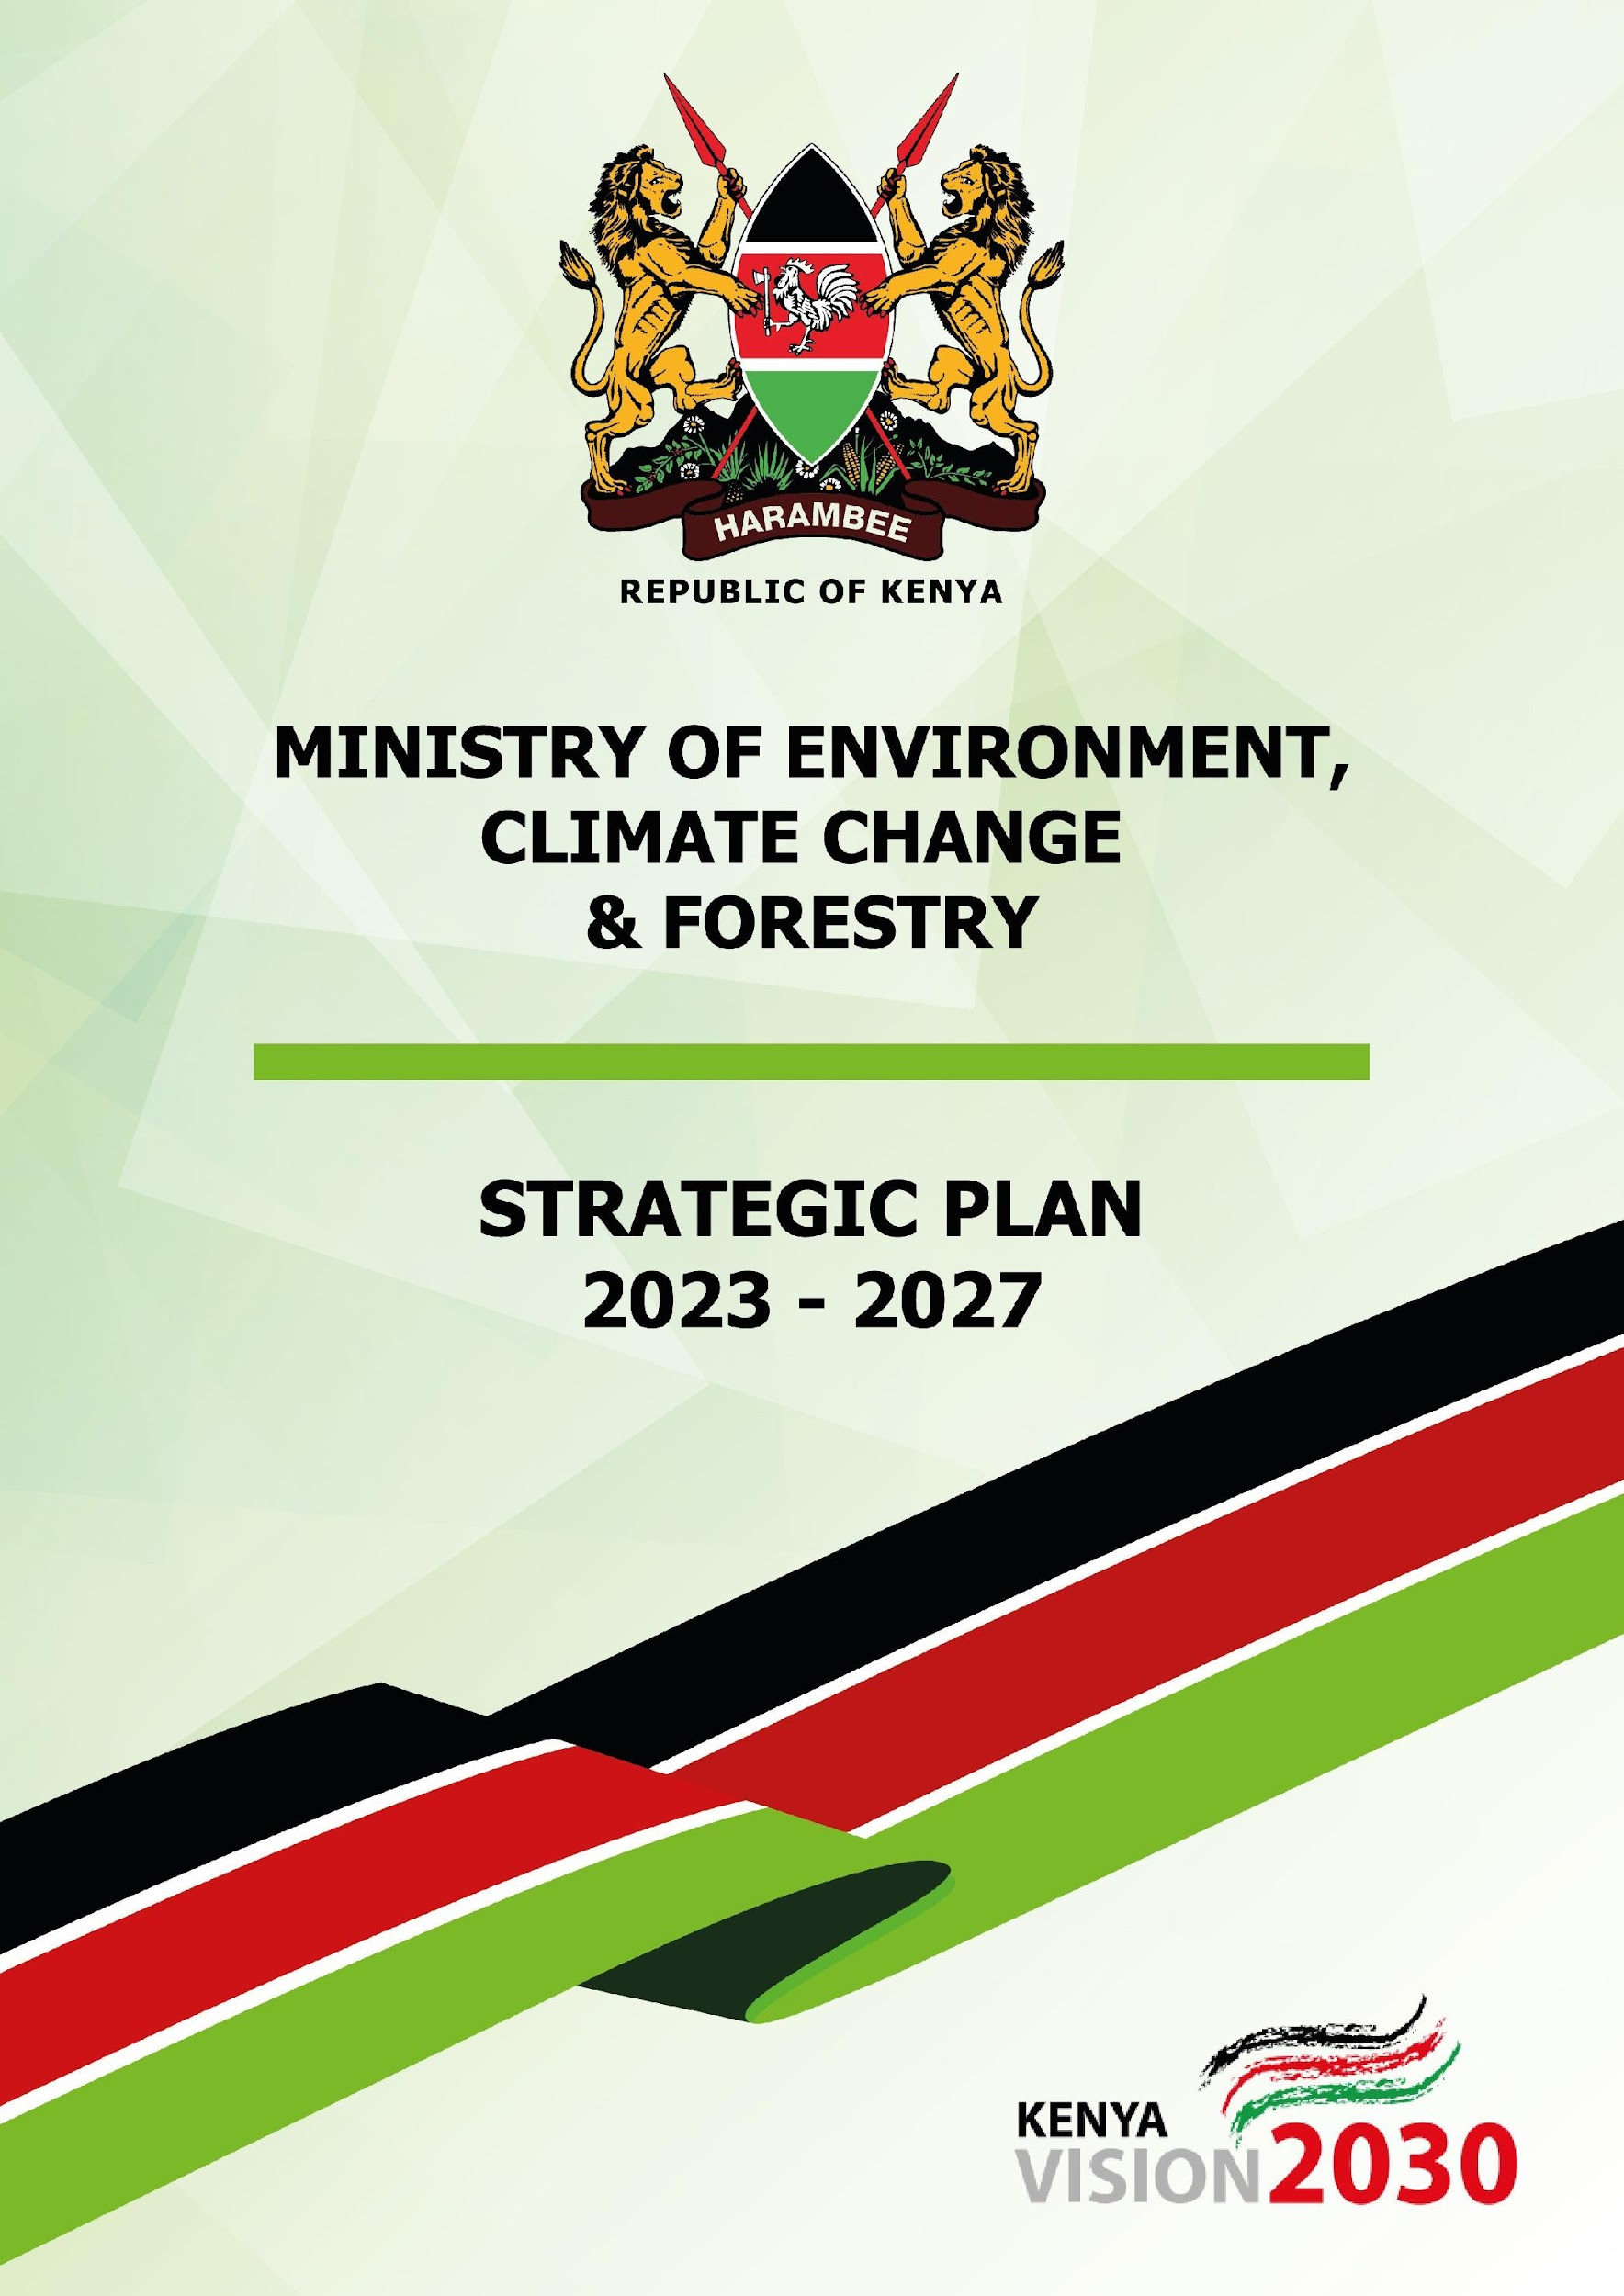 HARAMBEE
REPUBLIC OF KENYA
MINISTRY OF ENVIRONMENT,
CLIMATE CHANGE
& FORESTRY
STRATEGIC PLAN
2023 - 2027
KENYA
VISION 2030